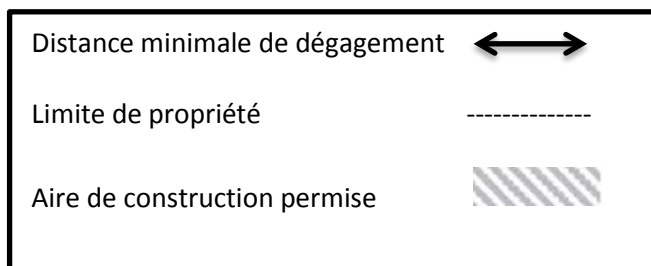 Distance minimale de dégagement
Limite de propriété
Aire de construction permise